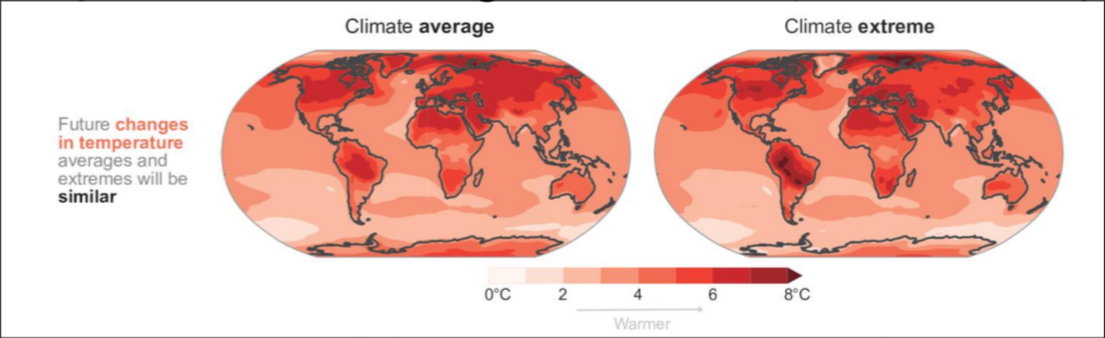 Climate average
Climate extreme
Future changes
in temperature
averages and
extremes will be
similar
0°C 2 4 6 8°C
Warmer